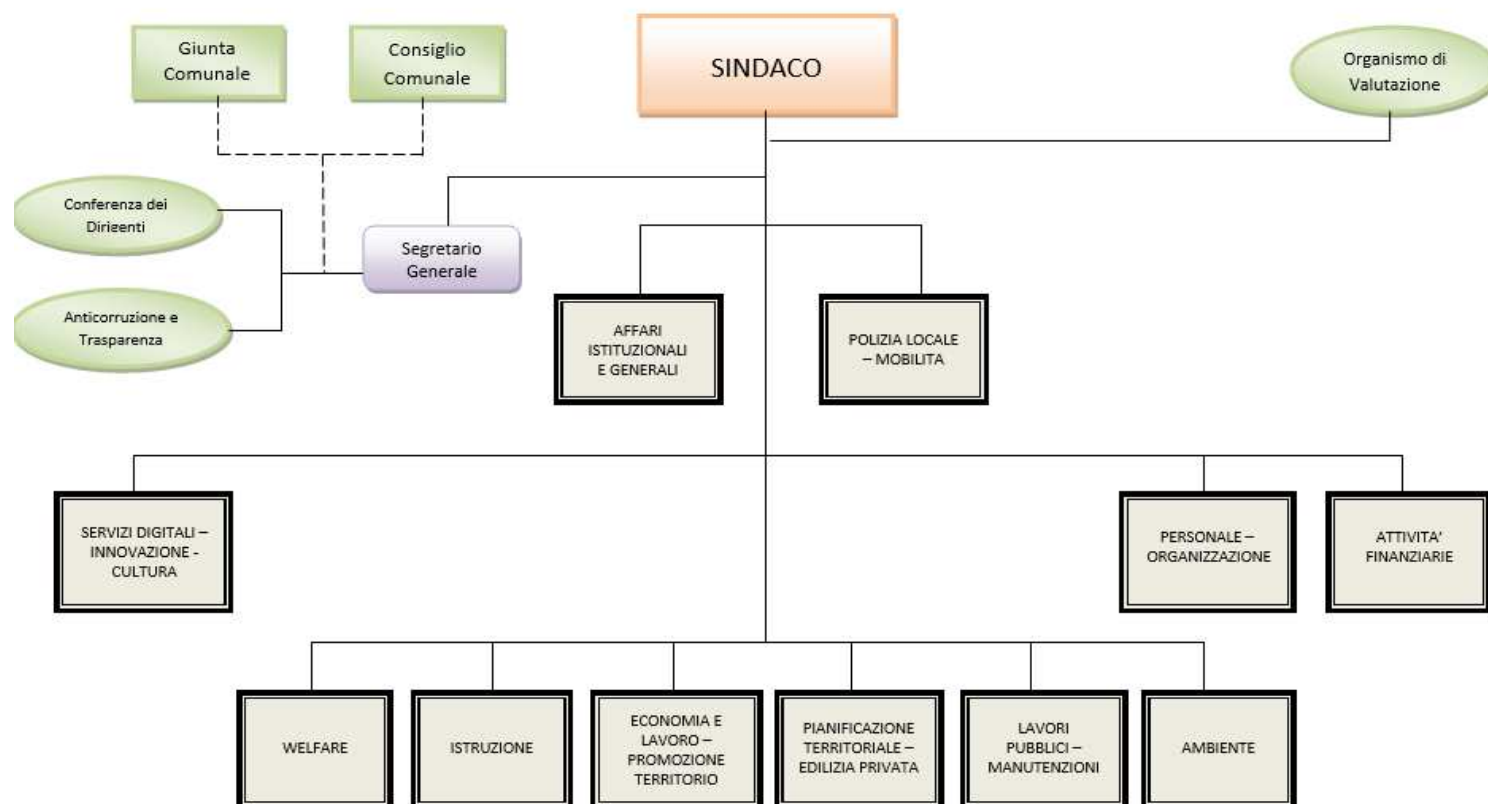 Giunta
Comunale
Consiglio
Comunale
SINDACO
Organismo di
Valutazione
Conferenza dei
Dirigenti
Segretario
Generale
Anticorruzione e
Trasparenza
AFFARI
ISTITUZIONALI
E GENERALI
POLIZIA LOCALE
– MOBILITA
SERVIZI DIGITALI –
INNOVAZIONE -
CULTURA
PERSONALE –
ORGANIZZAZIONE
ATTIVITA'
FINANZIARIE
WELFARE
ISTRUZIONE
ECONOMIA E
LAVORO –
PROMOZIONE
TERRITORIO
PIANIFICAZIONE
TERRITORIALE –
EDILIZIA PRIVATA
LAVORI
PUBBLICI –
MANUTENZIONI
AMBIENTE